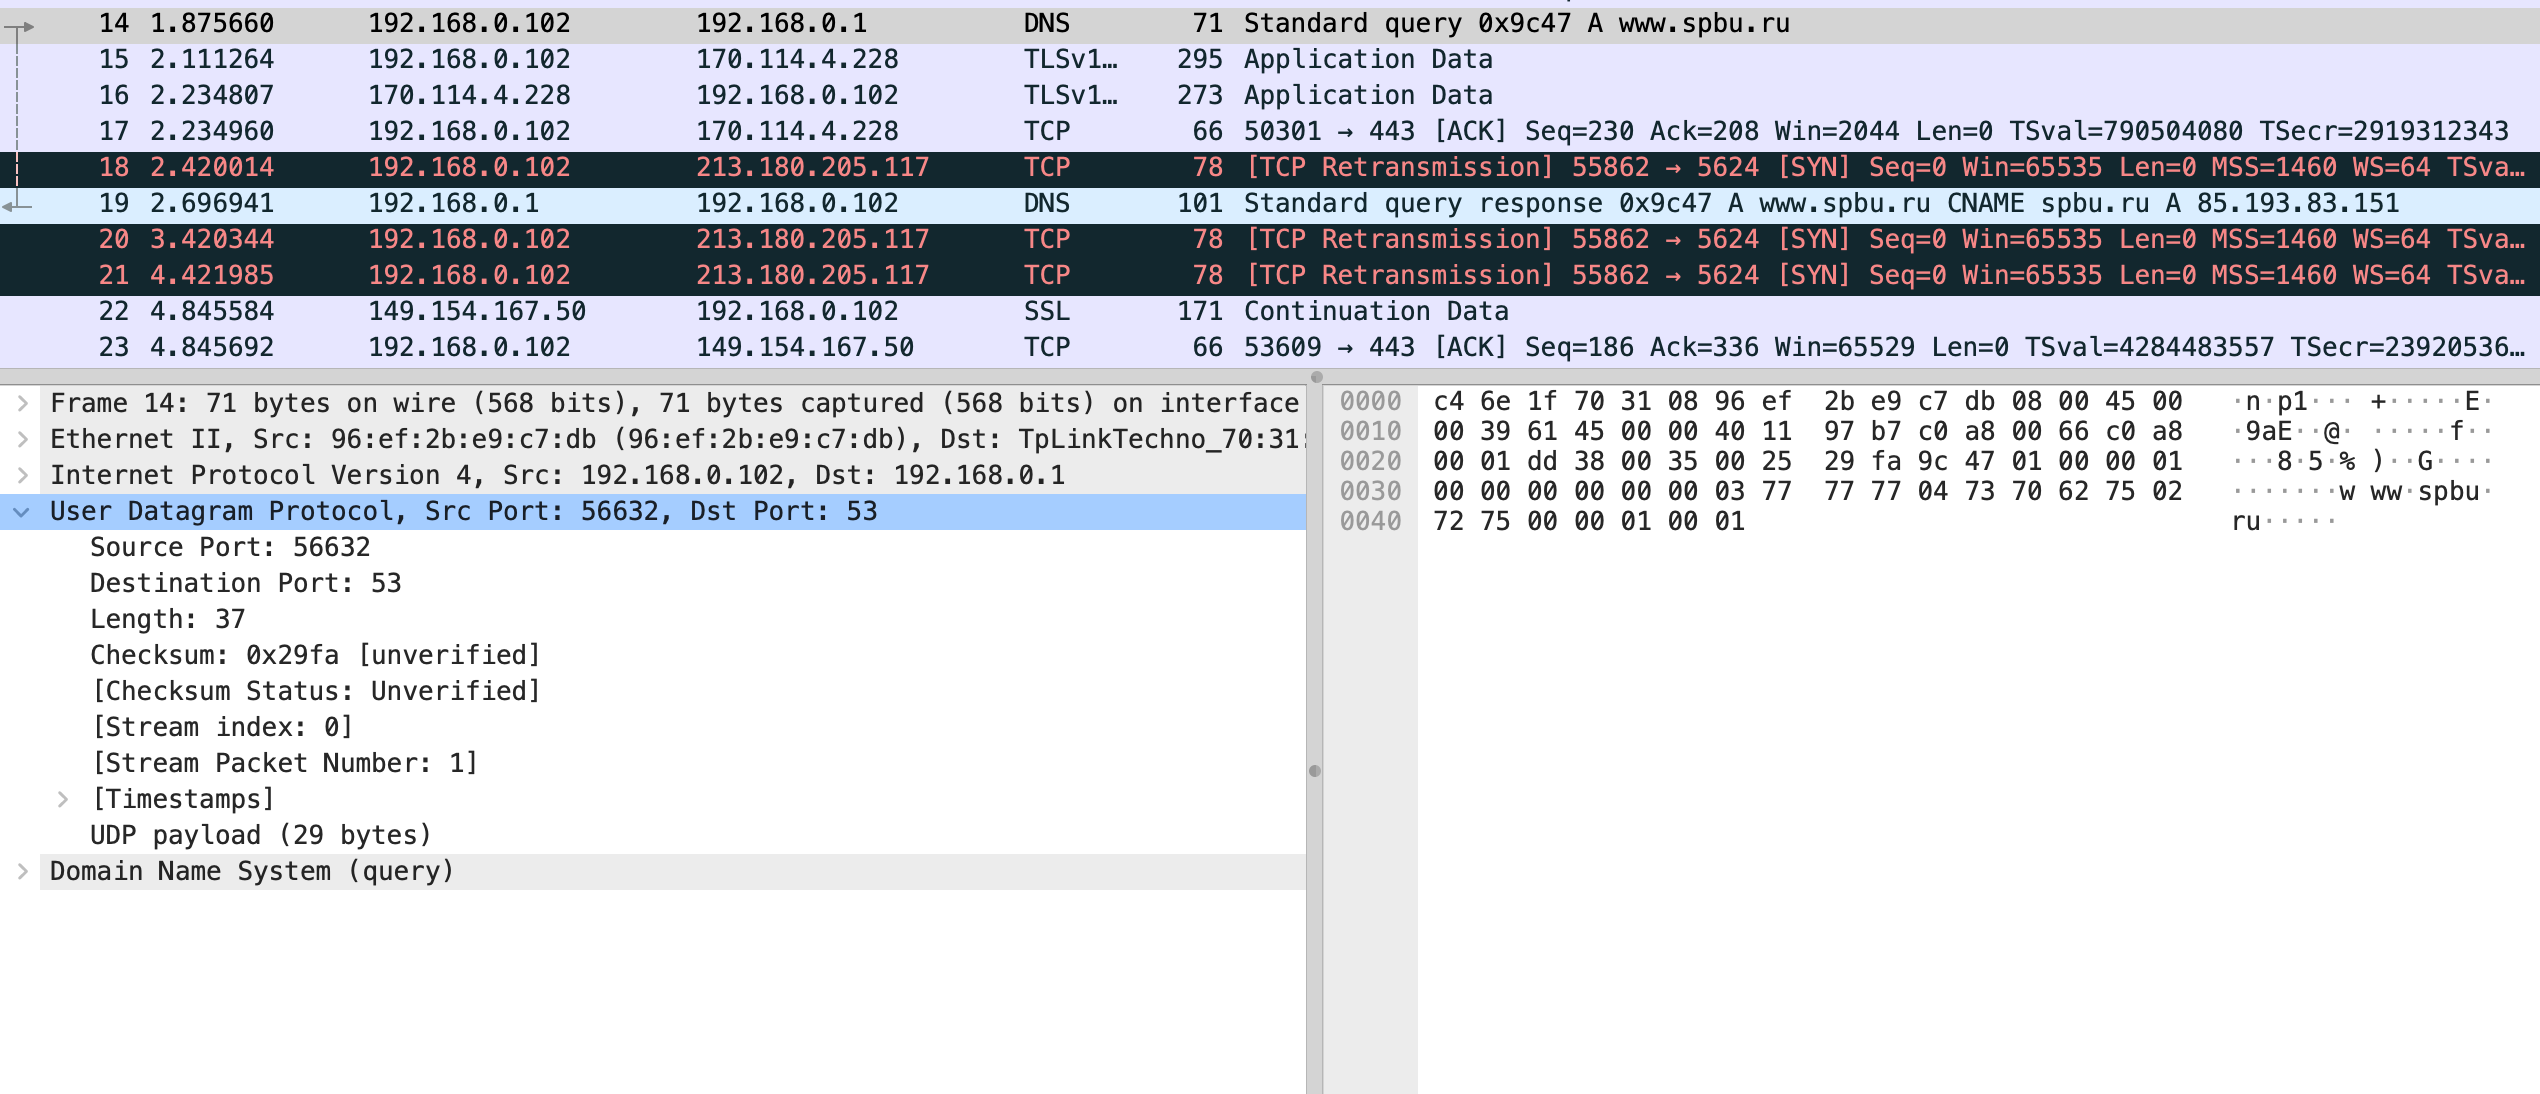 14 1.875660 192.168.0.102 192.168.0.1 DNS 71 Standard query 0x9c47 A www.spbu.ru
15 2.111264 192.168.0.102 170.114.4.228 TLSv1… 295 Application Data
16 2.234807 170.114.4.228 192.168.0.102 TLSv1… 273 Application Data
17 2.234960 192.168.0.102 170.114.4.228 TCP 66 50301 → 443 [ACK] Seq=230 Ack=208 Win=2044 Len=0 TSval=790504080 TSecr=2919312343
18 2.420014 192.168.0.102 213.180.205.117 TCP 78 [TCP Retransmission] 55862 → 5624 [SYN] Seq=0 Win=65535 Len=0 MSS=1460 WS=64 TSva…
19 2.696941 192.168.0.1 192.168.0.102 DNS 101 Standard query response 0x9c47 A www.spbu.ru CNAME spbu.ru A 85.193.83.151
20 3.420344 192.168.0.102 213.180.205.117 TCP 78 [TCP Retransmission] 55862 → 5624 [SYN] Seq=0 Win=65535 Len=0 MSS=1460 WS=64 TSva…
21 4.421985 192.168.0.102 213.180.205.117 TCP 78 [TCP Retransmission] 55862 → 5624 [SYN] Seq=0 Win=65535 Len=0 MSS=1460 WS=64 TSva…
22 4.845584 149.154.167.50 192.168.0.102 SSL 171 Continuation Data
23 4.845692 192.168.0.102 149.154.167.50 TCP 66 53609 → 443 [ACK] Seq=186 Ack=336 Win=65529 Len=0 TSval=4284483557 TSecr=23920536…
Frame 14: 71 bytes on wire (568 bits), 71 bytes captured (568 bits) on interface
Ethernet II, Src: 96:ef:2b:e9:c7:db (96:ef:2b:e9:c7:db), Dst: TpLinkTechno_70:31:
Internet Protocol Version 4, Src: 192.168.0.102, Dst: 192.168.0.1
User Datagram Protocol, Src Port: 56632, Dst Port: 53
Source Port: 56632
Destination Port: 53
Length: 37
Checksum: 0x29fa [unverified]
[Checksum Status: Unverified]
[Stream index: 0]
[Stream Packet Number: 1]
[Timestamps]
UDP payload (29 bytes)
Domain Name System (query)
0000 c4 6e 1f 70 31 08 96 ef 2b e9 c7 db 08 00 45 00 ·n·p1··· +·····E·
0010 00 39 61 45 00 00 40 11 97 b7 c0 a8 00 66 c0 a8 ·9aE··@· ·····f··
0020 00 01 dd 38 00 35 00 25 29 fa 9c 47 01 00 00 01 ···8·5·% )··G····
0030 00 00 00 00 00 00 03 77 77 77 04 73 70 62 75 02 ·······w ww·spbu·
0040 72 75 00 00 01 00 01 ru·····